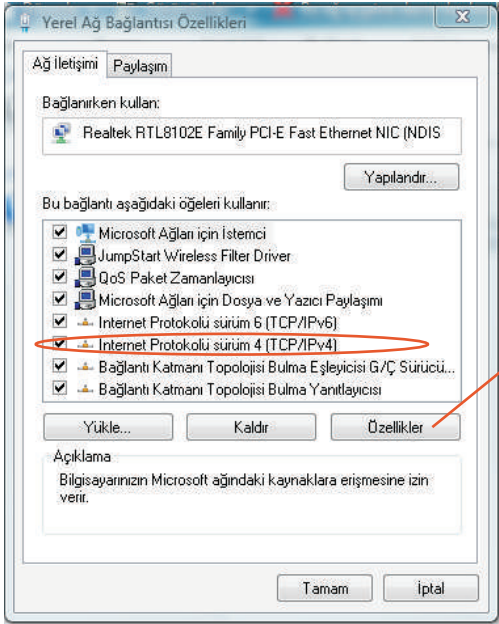 Yerel Ağ Bağlantısı Özellikleri
Ağ İletişimi Paylaşım
Bağlanırken kullan:
Realtek RTL8102E Family PCI-E Fast Ethernet NIC (NDIS
Yapılandır...
Bu bağlantı aşağıdaki öğeleri kullanır:
Microsoft Ağları için İstemci
JumpStart Wireless Filter Driver
QoS Paket Zamanlayıcısı
Microsoft Ağları için Dosya ve Yazıcı Paylaşımı
Internet Protokolü sürüm 6 (TCP/IPv6)
Internet Protokolü sürüm 4 (TCP/IPv4)
Bağlantı Katmanı Topolojisi Bulma Eşleyicisi G/Ç Sürücü...
Bağlantı Katmanı Topolojisi Bulma Yanıtlayıcısı
Yükle... Kaldır Özellikler
Açıklama
Bilgisayarınızın Microsoft ağındaki kaynaklara erişmesine izin
verir.
Tamam İptal